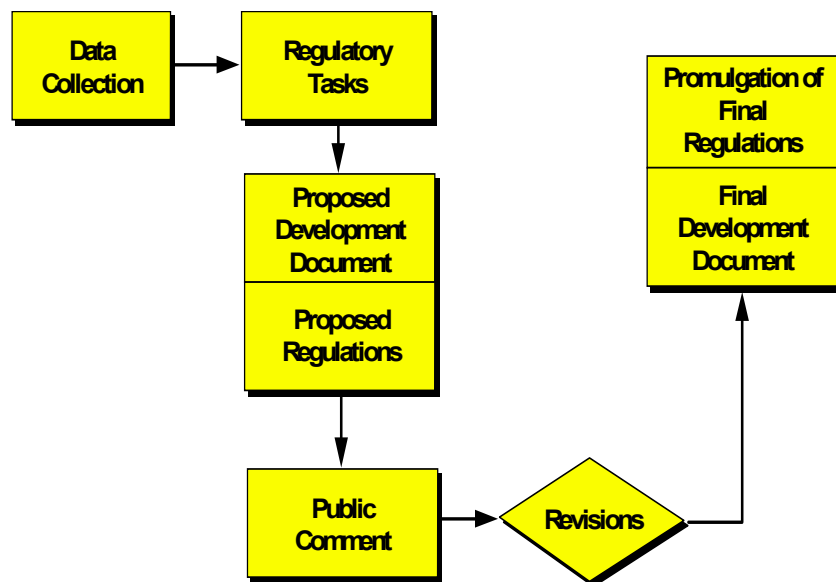 Data
Collection
Regulatory
Tasks
Proposed
Development
Document
Proposed
Regulations
Public
Comment
Revisions
Promulgation of
Final
Regulations
Final
Development
Document